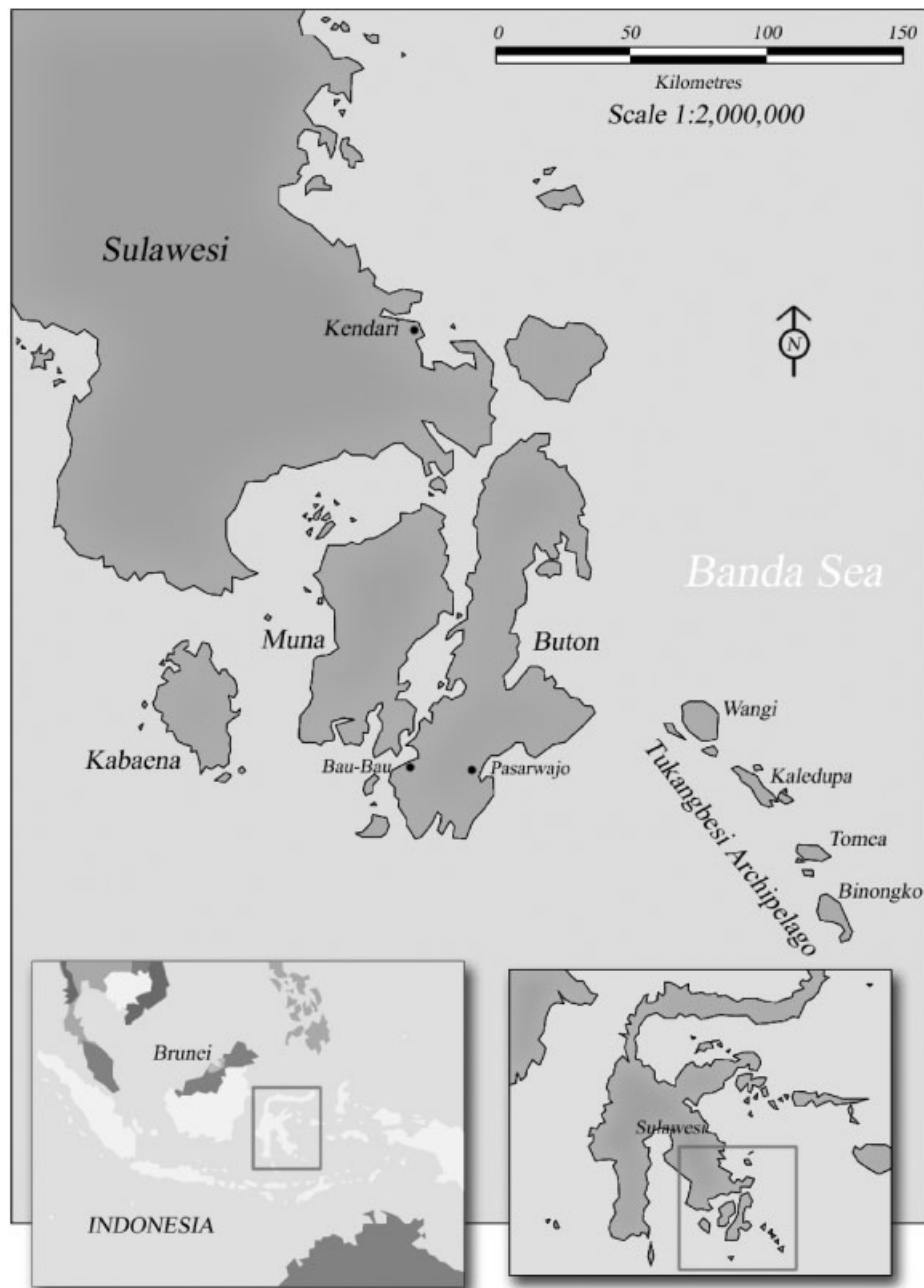 0 50 100 150
Kilometres
Scale 1:2,000,000
Sulawesi
Kendari
N
Banda Sea
Muna
Buton
Kabaena
Bau-Bau
Pasarwajo
Wangi
Kaledupa
Tomea
Binongko
Tukangbesi Archipelago
Brunei
INDONESIA
Sulawesi